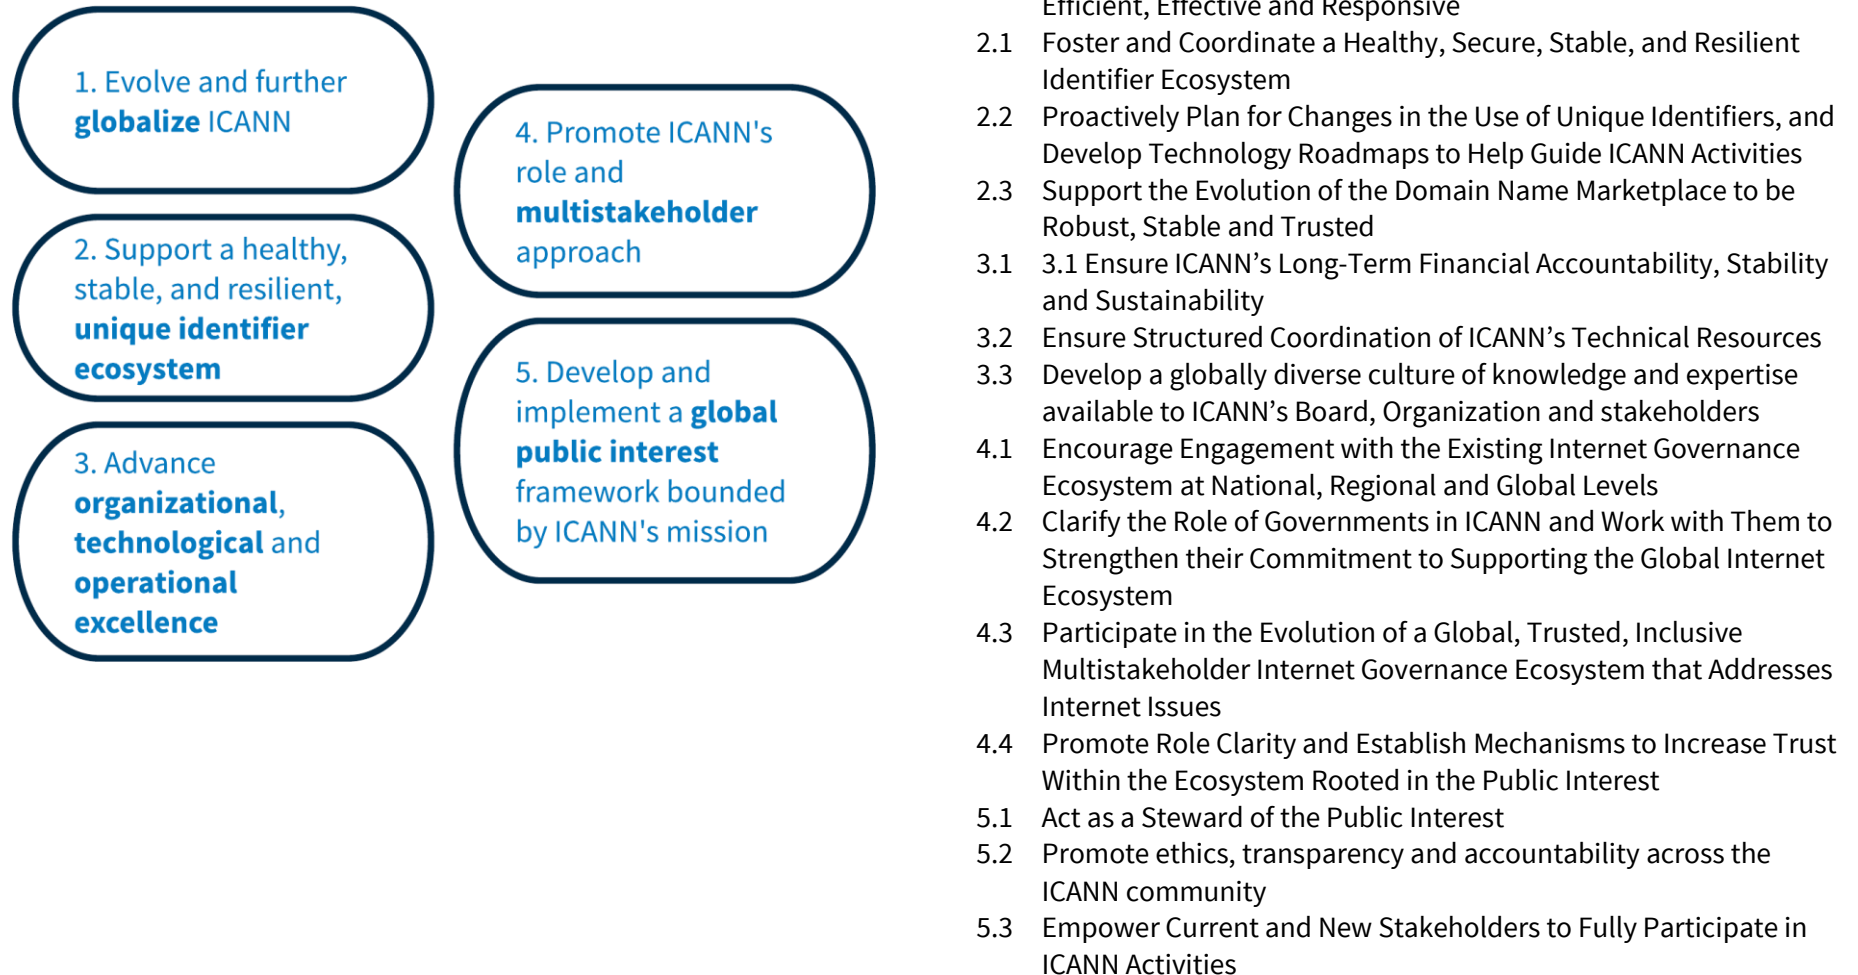 1. Evolve and further
globalize ICANN
2. Support a healthy,
stable, and resilient,
unique identifier
ecosystem
3. Advance
organizational,
technological and
operational
excellence
4. Promote ICANN's
role and
multistakeholder
approach
5. Develop and
implement a global
public interest
framework bounded
by ICANN's mission
Efficient, Effective and Responsive
2.1 Foster and Coordinate a Healthy, Secure, Stable, and Resilient
Identifier Ecosystem
2.2 Proactively Plan for Changes in the Use of Unique Identifiers, and
Develop Technology Roadmaps to Help Guide ICANN Activities
2.3 Support the Evolution of the Domain Name Marketplace to be
Robust, Stable and Trusted
3.1 3.1 Ensure ICANN’s Long-Term Financial Accountability, Stability
and Sustainability
3.2 Ensure Structured Coordination of ICANN’s Technical Resources
3.3 Develop a globally diverse culture of knowledge and expertise
available to ICANN’s Board, Organization and stakeholders
4.1 Encourage Engagement with the Existing Internet Governance
Ecosystem at National, Regional and Global Levels
4.2 Clarify the Role of Governments in ICANN and Work with Them to
Strengthen their Commitment to Supporting the Global Internet
Ecosystem
4.3 Participate in the Evolution of a Global, Trusted, Inclusive
Multistakeholder Internet Governance Ecosystem that Addresses
Internet Issues
4.4 Promote Role Clarity and Establish Mechanisms to Increase Trust
Within the Ecosystem Rooted in the Public Interest
5.1 Act as a Steward of the Public Interest
5.2 Promote ethics, transparency and accountability across the
ICANN community
5.3 Empower Current and New Stakeholders to Fully Participate in
ICANN Activities